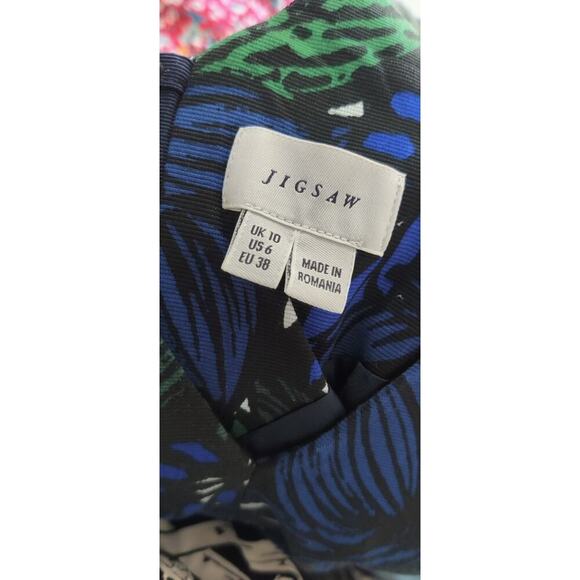 JIGSAW
UK 10
US 6
EU 38
MADE IN
ROMANIA